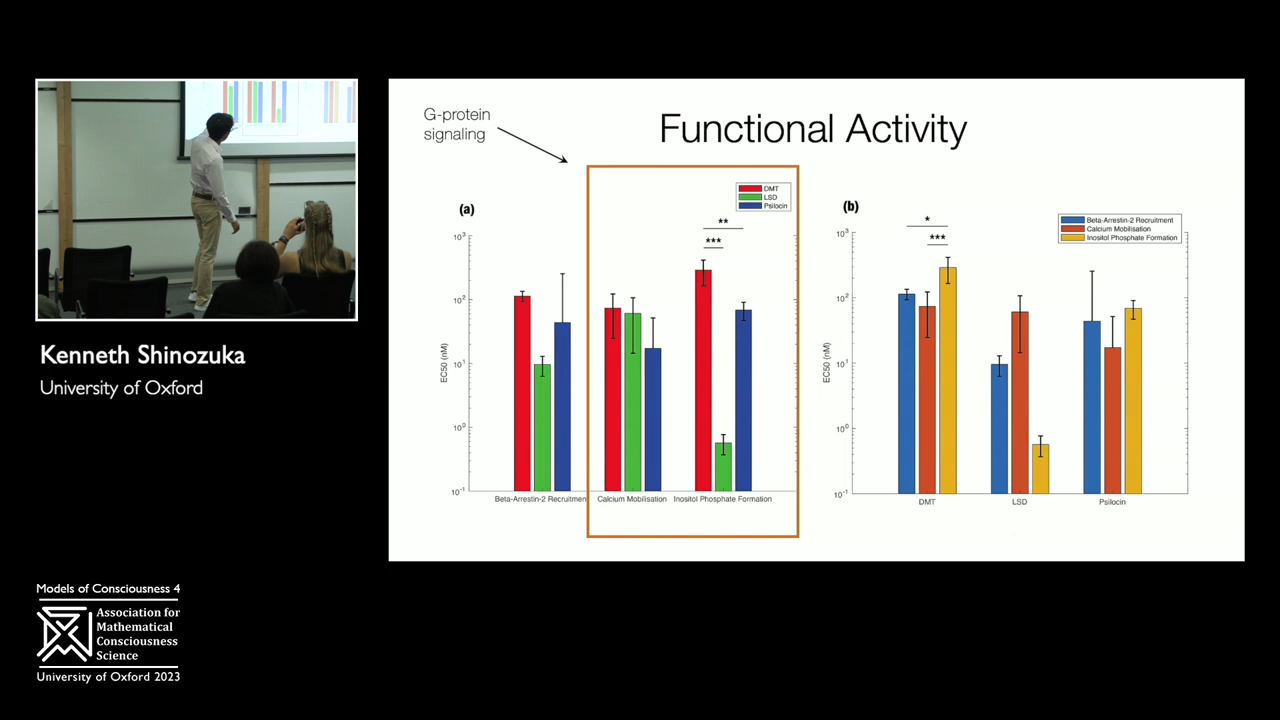 G-protein
signaling
Functional Activity
(a)
DMT
LSD
Psilocin
**
***
10³
10²
10¹
10⁰
10⁻¹
EC50 (nM)
Beta-Arrestin-2 Recruitmen
Calcium Mobilisation
Inositol Phosphate Formation
(b)
Beta-Arrestin-2 Recruitment
Calcium Mobilisation
Inositol Phosphate Formation
*
***
10³
10²
10¹
10⁰
10⁻¹
EC50 (nM)
DMT
LSD
Psilocin
Kenneth Shinozuka
University of Oxford
Models of Consciousness 4
Association for
Mathematical
Consciousness
Science
University of Oxford 2023